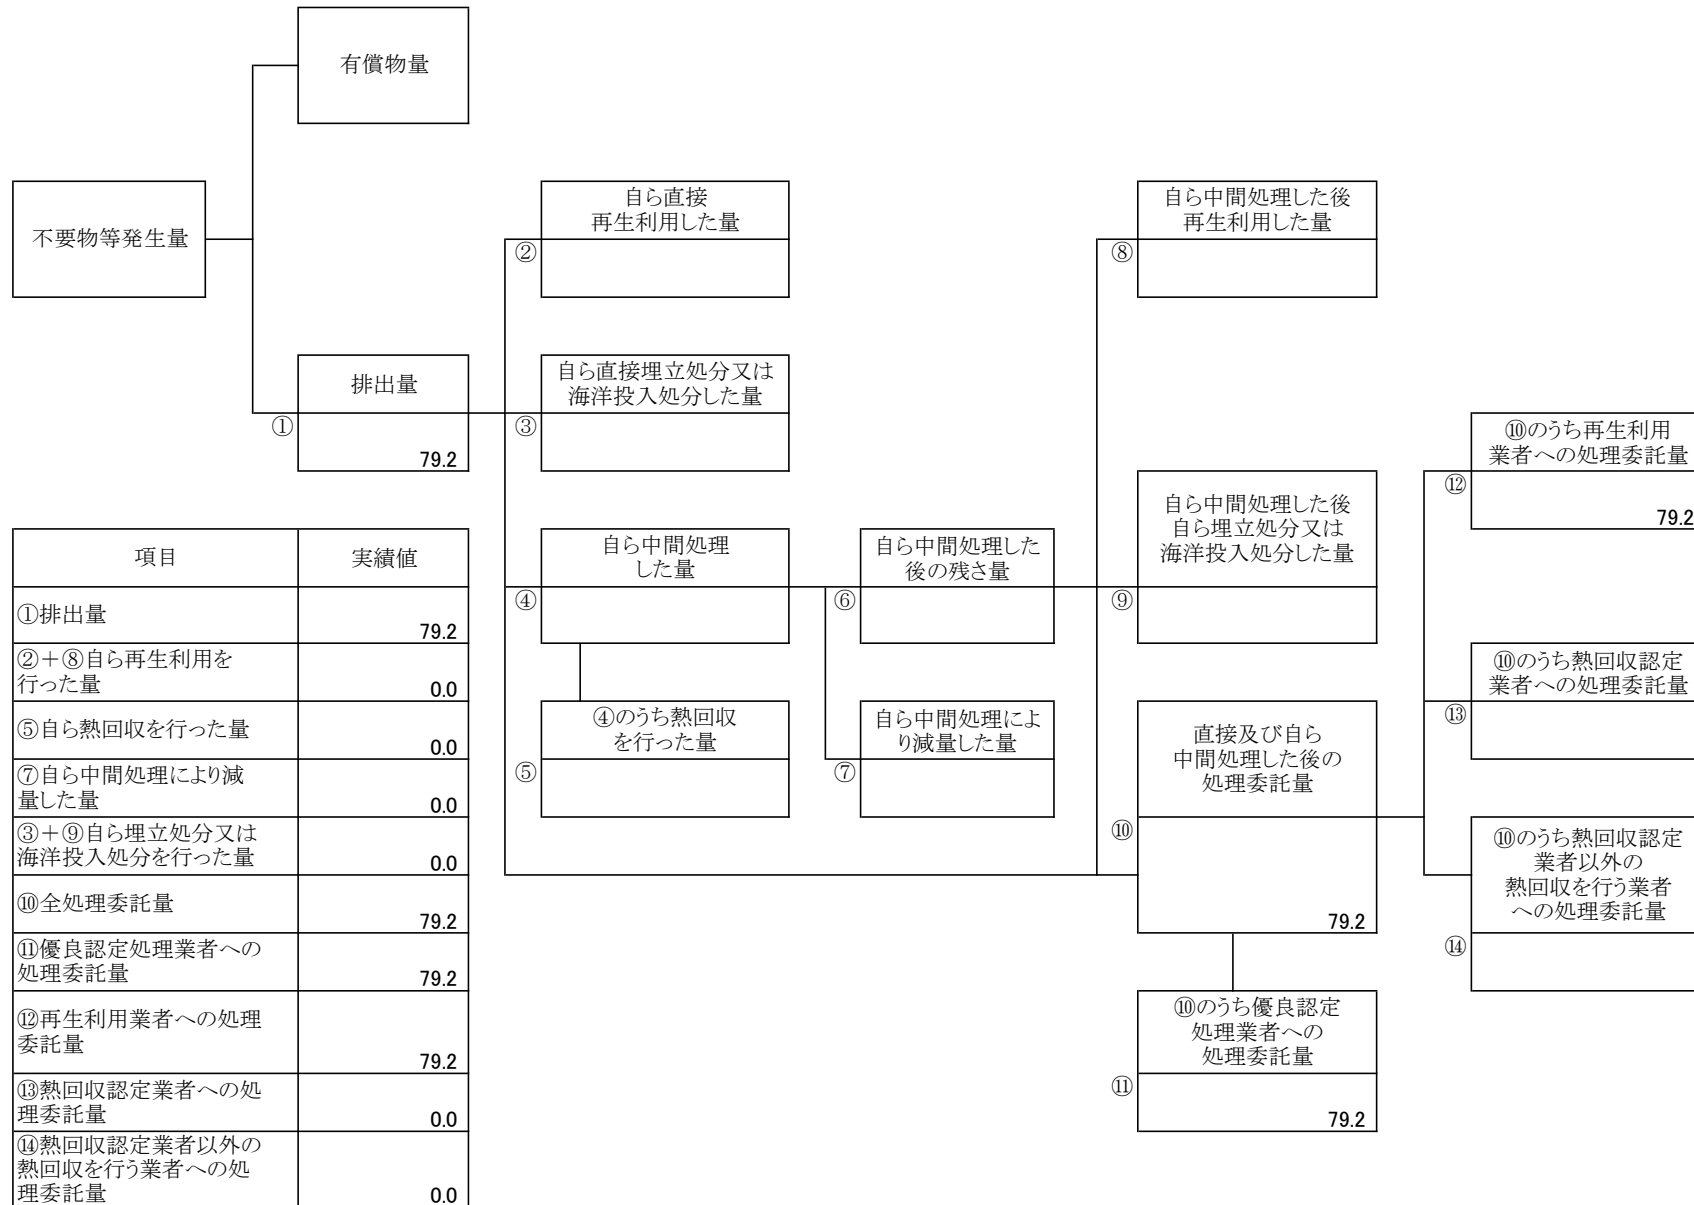 有償物量
不要物等発生量
自ら直接
再生利用した量
②
自ら中間処理した後
再生利用した量
⑧
排出量
①
79.2
自ら直接埋立処分又は
海洋投入処分した量
③
⑩のうち再生利用
業者への処理委託量
⑫
79.2
自ら中間処理
した量
④
自ら中間処理した
後の残さ量
⑥
自ら中間処理した後
自ら埋立処分又は
海洋投入処分した量
⑨
④のうち熱回収
を行った量
⑤
自ら中間処理によ
り減量した量
⑦
直接及び自ら
中間処理した後の
処理委託量
⑩
79.2
⑩のうち熱回収認定
業者への処理委託量
⑬
⑩のうち熱回収認定
業者以外の
熱回収を行う業者
への処理委託量
⑭
⑩のうち優良認定
処理業者への
処理委託量
⑪
79.2
項目 実績値
①排出量
79.2
②＋⑧自ら再生利用を
行った量
0.0
⑤自ら熱回収を行った量
0.0
⑦自ら中間処理により減
量した量
0.0
③＋⑨自ら埋立処分又は
海洋投入処分を行った量
0.0
⑩全処理委託量
79.2
⑪優良認定処理業者への
処理委託量
79.2
⑫再生利用業者への処理
委託量
79.2
⑬熱回収認定業者への処
理委託量
0.0
⑭熱回収認定業者以外の
熱回収を行う業者への処
理委託量
0.0